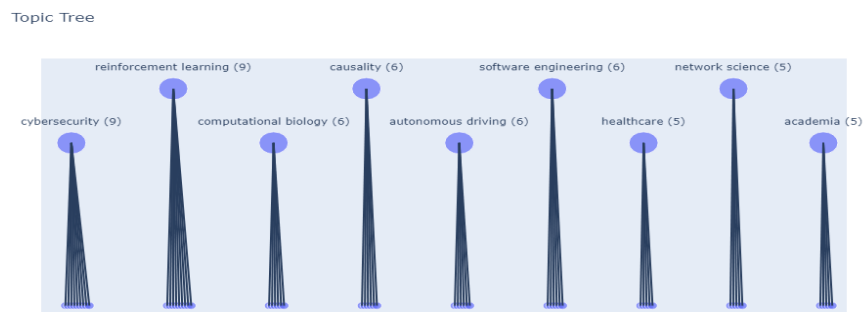 Topic Tree
reinforcement learning (9)
causality (6)
software engineering (6)
network science (5)
cybersecurity (9)
computational biology (6)
autonomous driving (6)
healthcare (5)
academia (5)